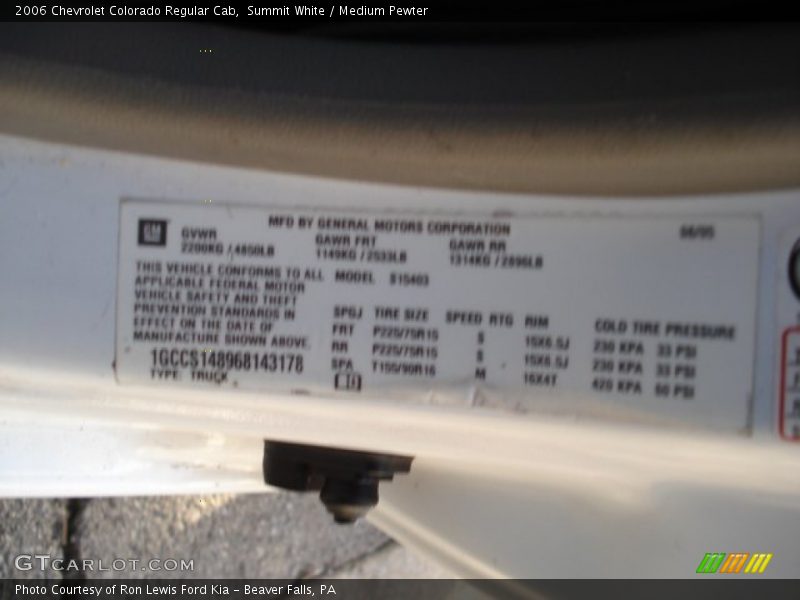 2006 Chevrolet Colorado Regular Cab,  Summit White / Medium Pewter
MFD BY GENERAL MOTORS CORPORATION
GM GVWR GAWR FRT GAWR RR
2200KG / 4850LB 1149KG / 2533LB 1314KG / 2896LB
THIS VEHICLE CONFORMS TO ALL MODEL S15403
APPLICABLE FEDERAL MOTOR
VEHICLE SAFETY AND THEFT
PREVENTION STANDARDS IN
EFFECT ON THE DATE OF
MANUFACTURE SHOWN ABOVE.
SPGJ TIRE SIZE SPEED RTG RIM COLD TIRE PRESSURE
FRT P225/75R15 S 15X6.5J 230 KPA 33 PSI
RR P225/75R15 S 15X6.5J 230 KPA 33 PSI
SPA T155/90R16 M 16X4T 420 KPA 60 PSI
1GCCS148968143178
TYPE: TRUCK
GTCARLOT.COM
Photo Courtesy of Ron Lewis Ford Kia – Beaver Falls, PA